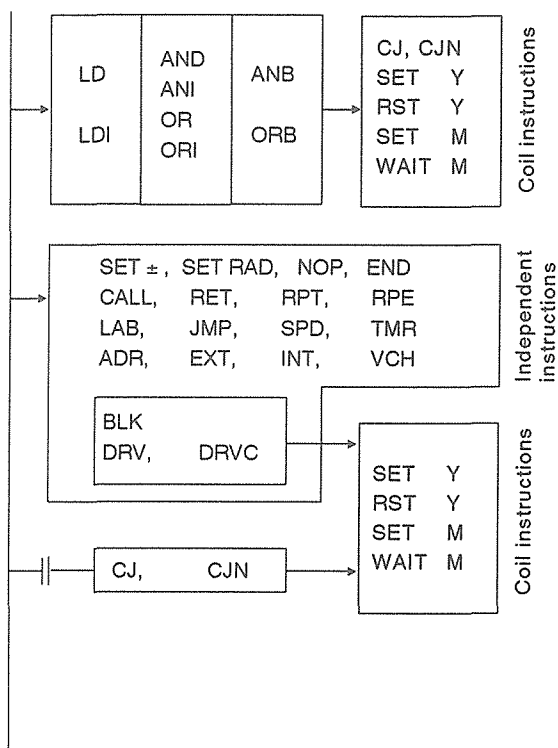 LD
LDI
AND
ANI
OR
ORI
ANB
ORB
CJ, CJN
SET Y
RST Y
SET M
WAIT M
Coil instructions
SET ±, SET RAD, NOP, END
CALL, RET, RPT, RPE
LAB, JMP, SPD, TMR
ADR, EXT, INT, VCH
Independent
instructions
BLK
DRV, DRVC
SET Y
RST Y
SET M
WAIT M
Coil instructions
CJ, CJN